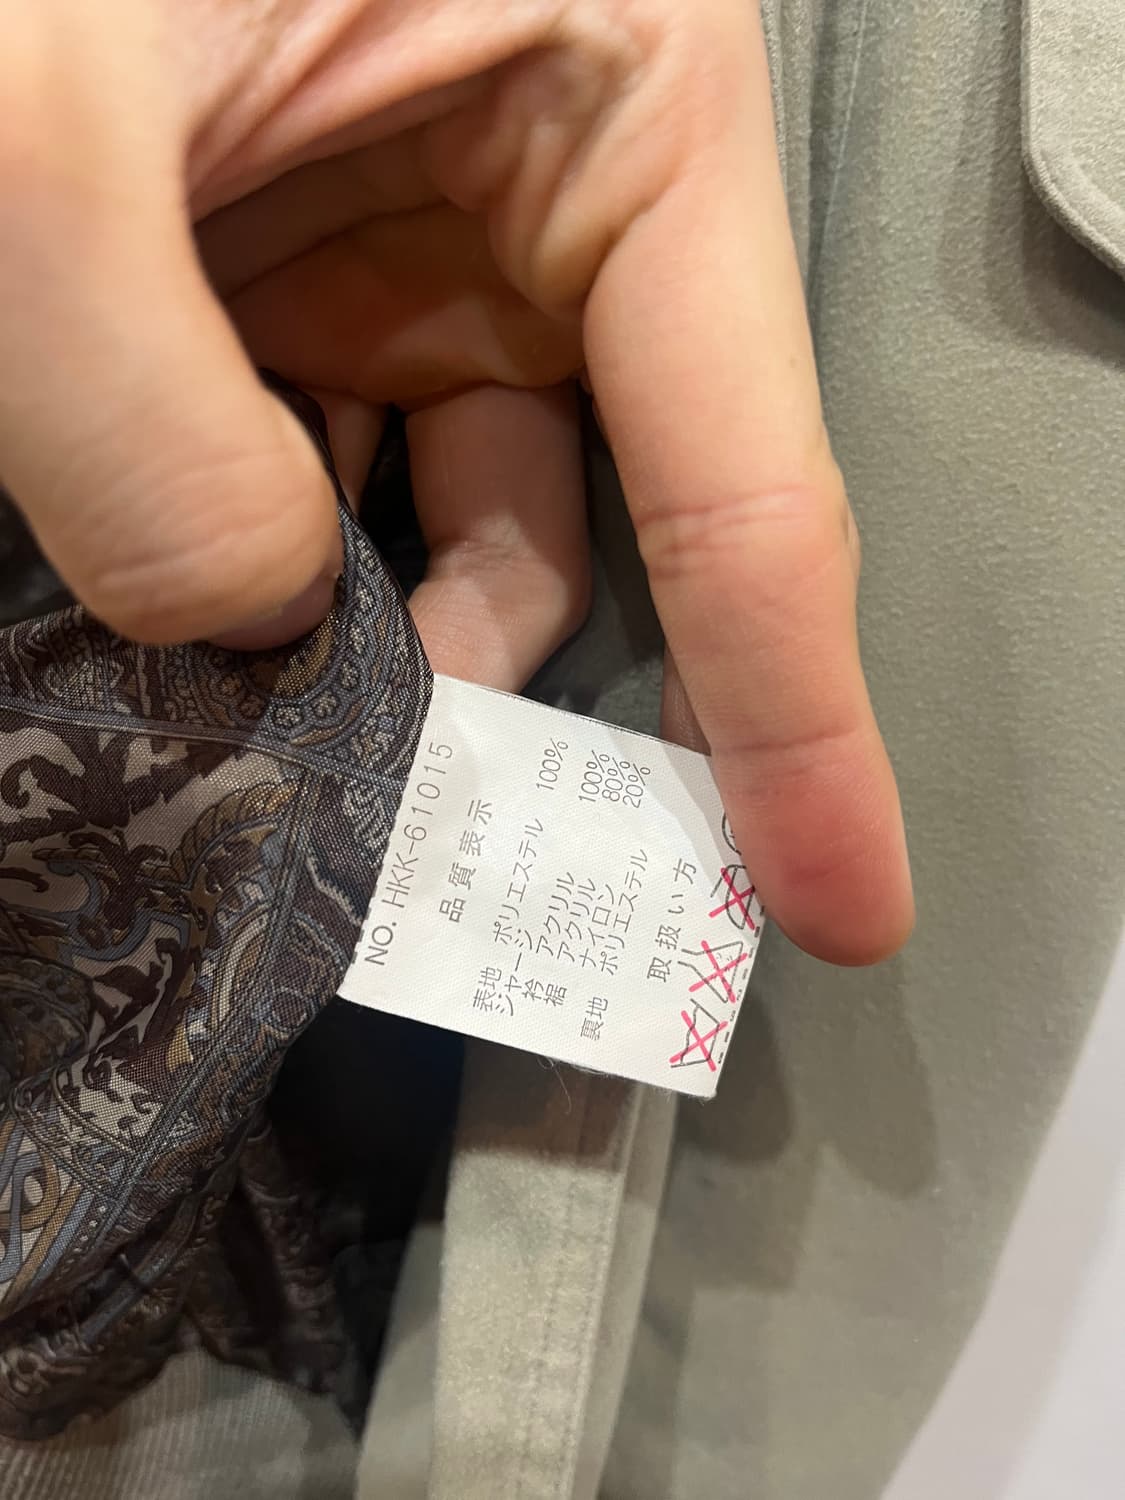 NO. HKK-61015
品質表示
表地 ポリエステル 100%
ジャージ
衿 アクリル 100%
裾 アクリル 80%
ナイロン 20%
裏地 ポリエステル
取扱い方